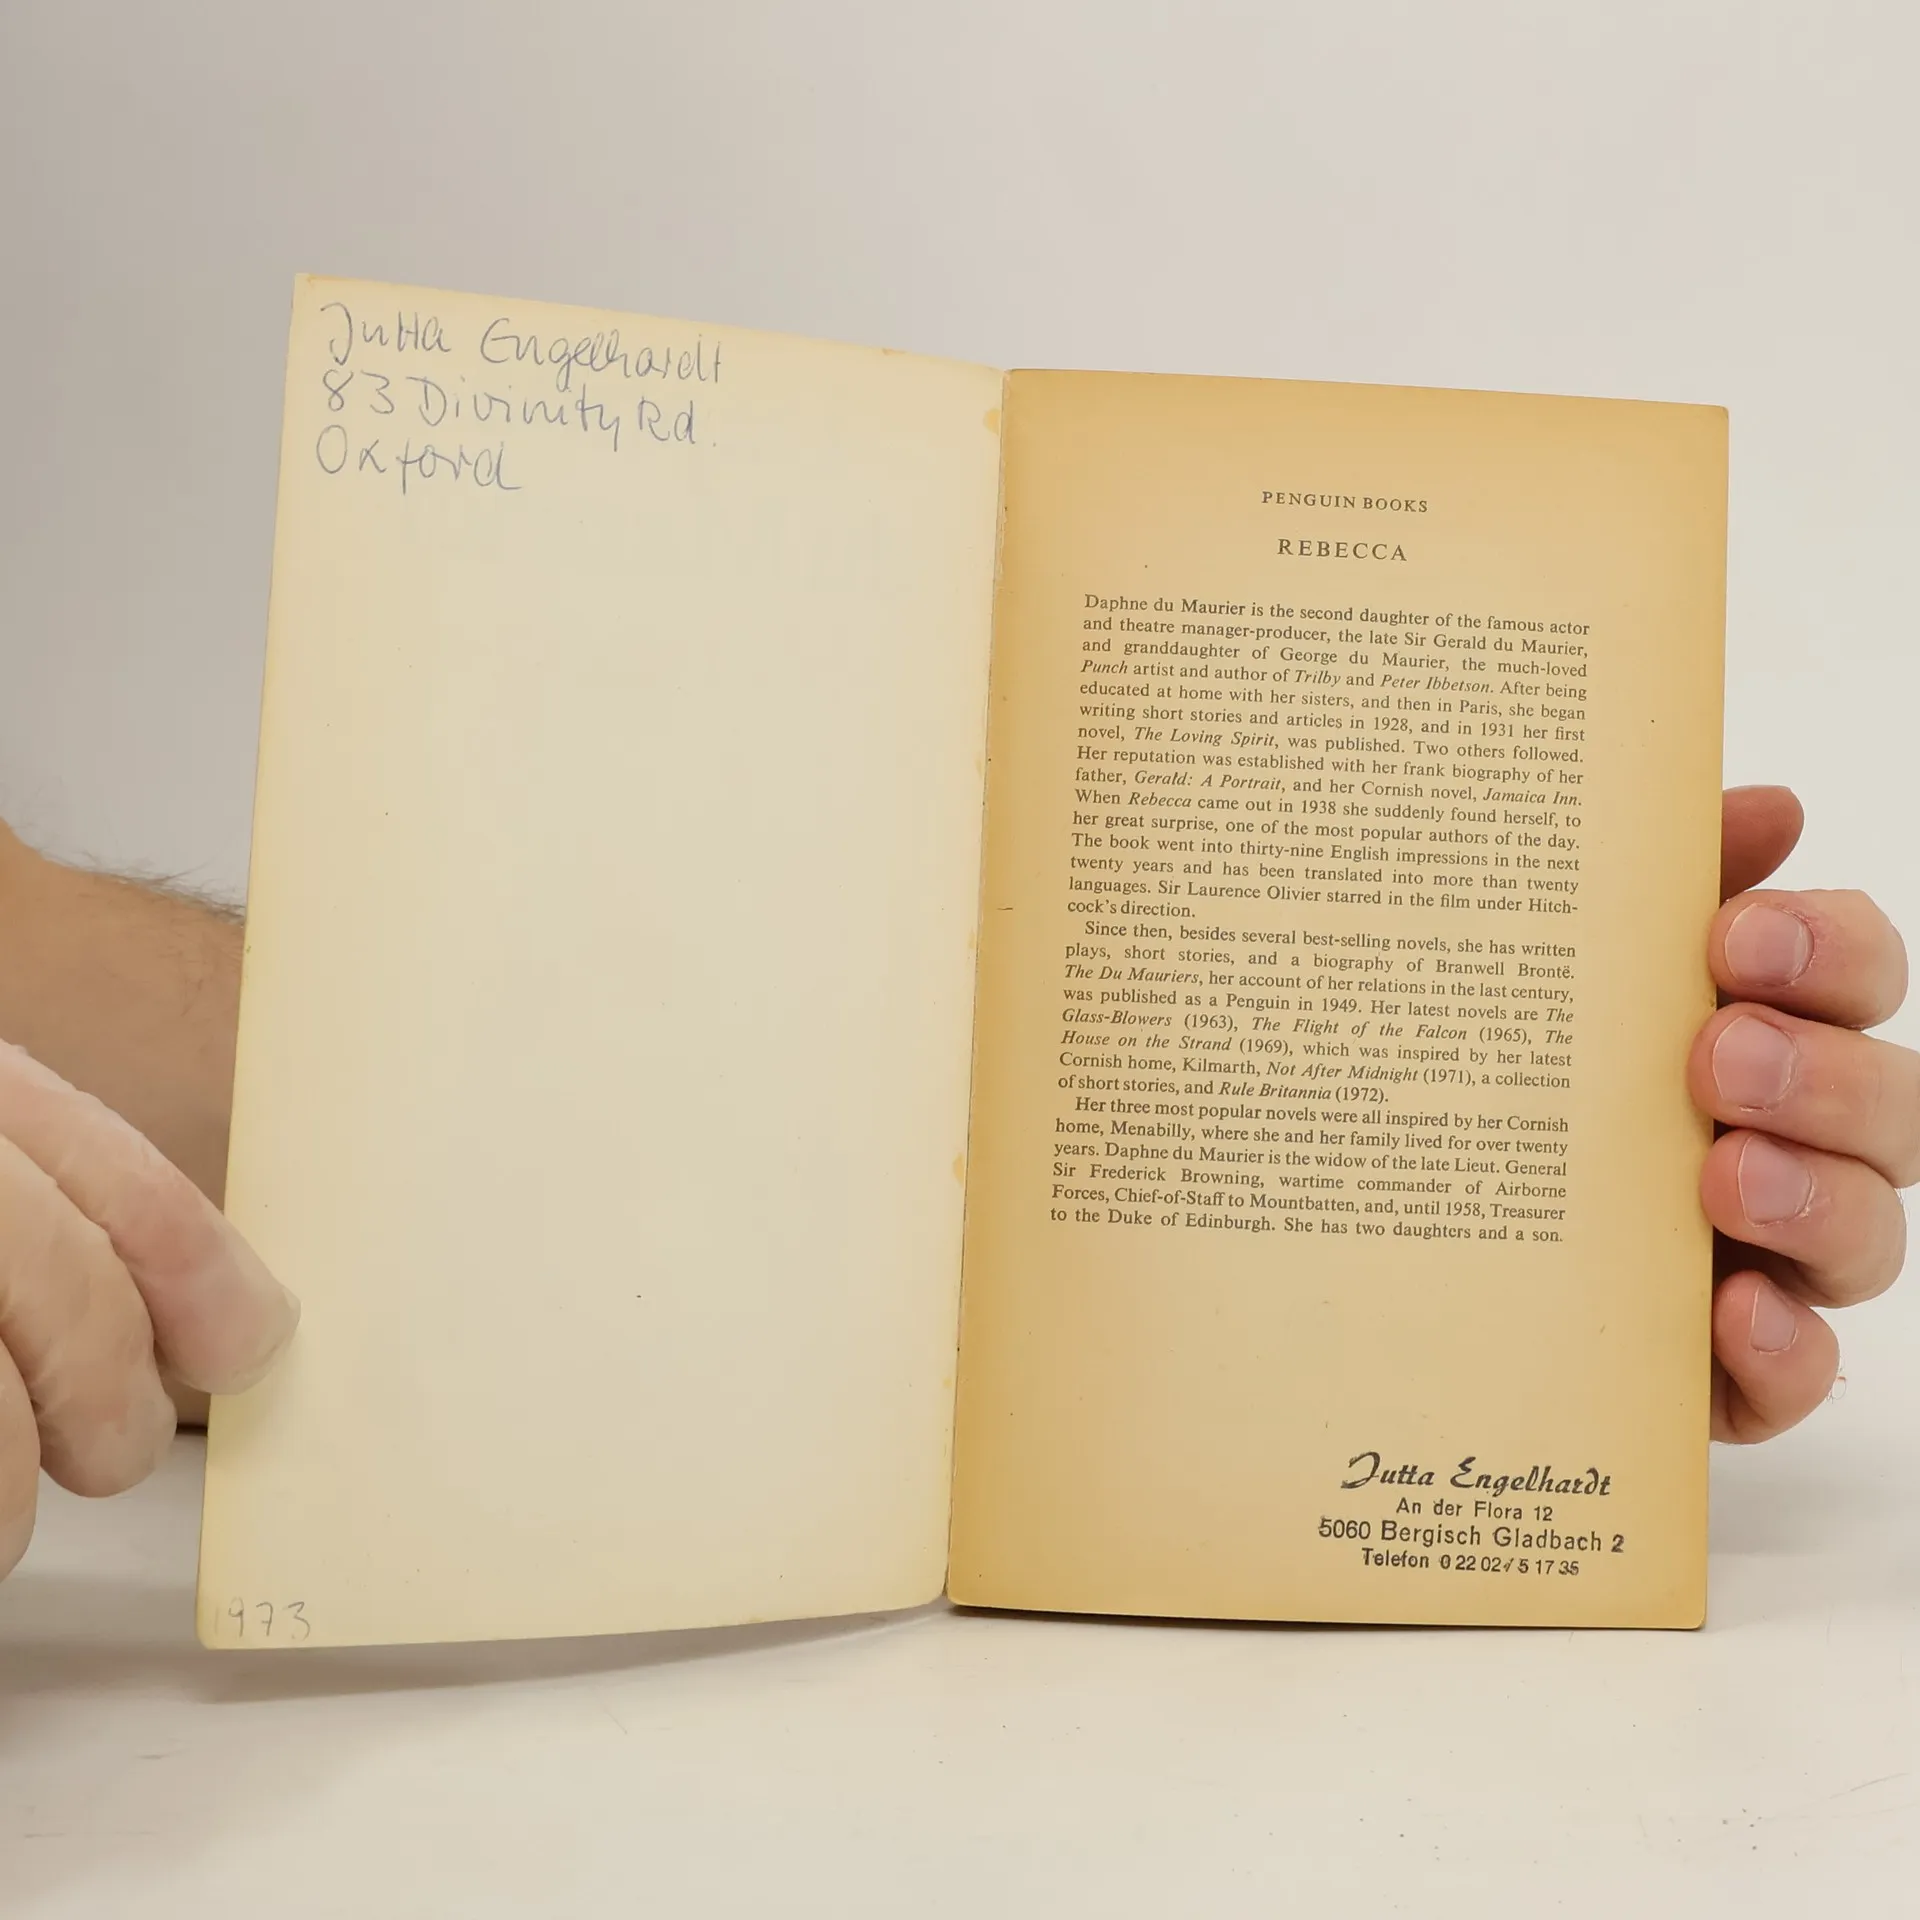 Jutta Engelhardt
83 Divinity Rd.
Oxford
1973
PENGUIN BOOKS
REBECCA
Daphne du Maurier is the second daughter of the famous actor
and theatre manager-producer, the late Sir Gerald du Maurier,
and granddaughter of George du Maurier, the much-loved
Punch artist and author of Trilby and Peter Ibbetson. After being
educated at home with her sisters, and then in Paris, she began
writing short stories and articles in 1928, and in 1931 her first
novel, The Loving Spirit, was published. Two others followed.
Her reputation was established with her frank biography of her
father, Gerald: A Portrait, and her Cornish novel, Jamaica Inn.
When Rebecca came out in 1938 she suddenly found herself, to
her great surprise, one of the most popular authors of the day.
The book went into thirty-nine English impressions in the next
twenty years and has been translated into more than twenty
languages. Sir Laurence Olivier starred in the film under Hitch-
cock's direction.
Since then, besides several best-selling novels, she has written
plays, short stories, and a biography of Branwell Brontë.
The Du Mauriers, her account of her relations in the last century,
was published as a Penguin in 1949. Her latest novels are The
Glass-Blowers (1963), The Flight of the Falcon (1965), The
House on the Strand (1969), which was inspired by her latest
Cornish home, Kilmarth, Not After Midnight (1971), a collection
of short stories, and Rule Britannia (1972).
Her three most popular novels were all inspired by her Cornish
home, Menabilly, where she and her family lived for over twenty
years. Daphne du Maurier is the widow of the late Lieut. General
Sir Frederick Browning, wartime commander of Airborne
Forces, Chief-of-Staff to Mountbatten, and, until 1958, Treasurer
to the Duke of Edinburgh. She has two daughters and a son.
Jutta Engelhardt
An der Flora 12
5060 Bergisch Gladbach 2
Telefon 0 22 02 / 5 17 35